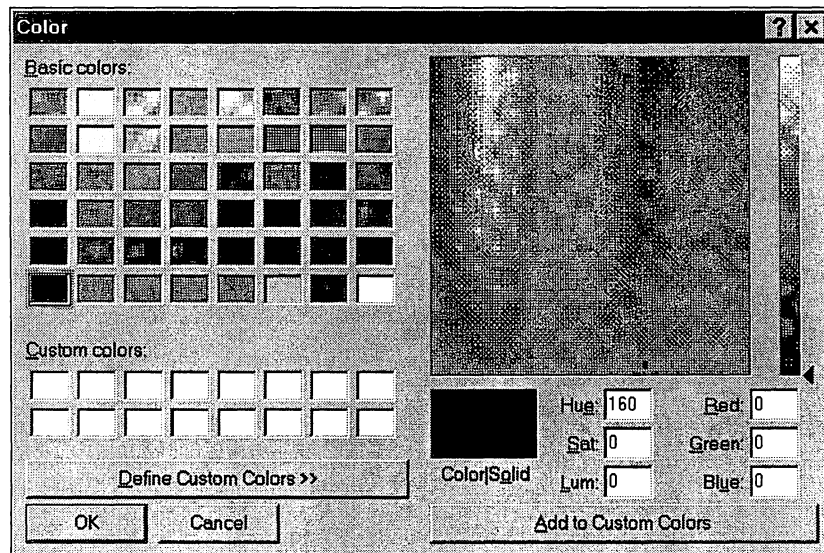 Color
Basic colors:
Custom colors:
Define Custom Colors >>
OK Cancel
Color|Solid
Hue: 160 Red: 0
Sat: 0 Green: 0
Lum: 0 Blue: 0
Add to Custom Colors